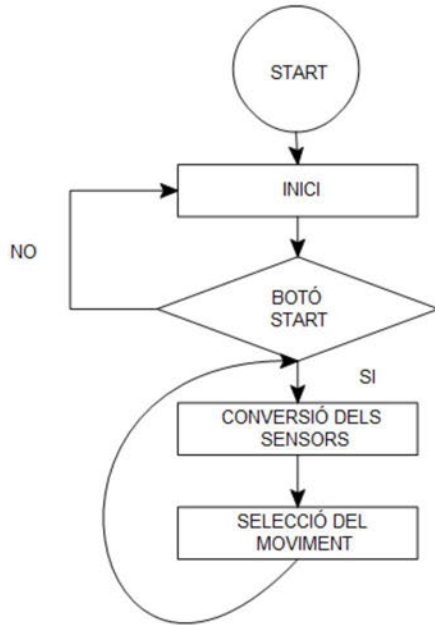 START
INICI
NO
BOTÓ
START
SI
CONVERSIÓ DELS
SENSORS
SELECCIÓ DEL
MOVIMENT